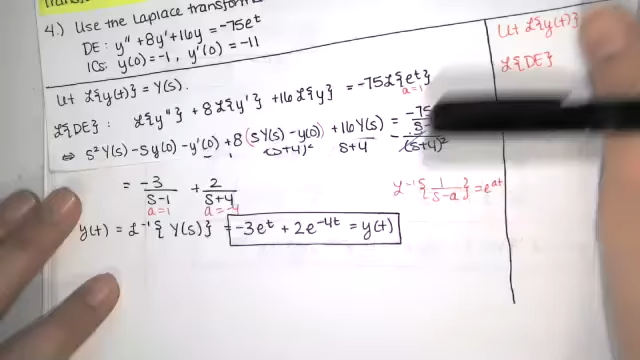 4.) Use the Laplace transform
DE: y'' + 8y' + 16y = -75e^t
ICs: y(0) = -1, y'(0) = -11
Let ℒ{y(t)} = Y(s).
ℒ{DE}: ℒ{y''} + 8ℒ{y'} + 16ℒ{y} = -75ℒ{e^t}
a=1
⇔ s²Y(s) - sy(0) - y'(0) + 8(sY(s) - y(0)) + 16Y(s) = -75
(s+4)² s+4 (s+4)²
= -3/(s-1) + 2/(s+4)
a=1 a=-4
ℒ⁻¹{1/(s-a)} = e^at
y(t) = ℒ⁻¹{Y(s)} = -3e^t + 2e^-4t = y(t)
Let ℒ{y(t)}
ℒ{DE}